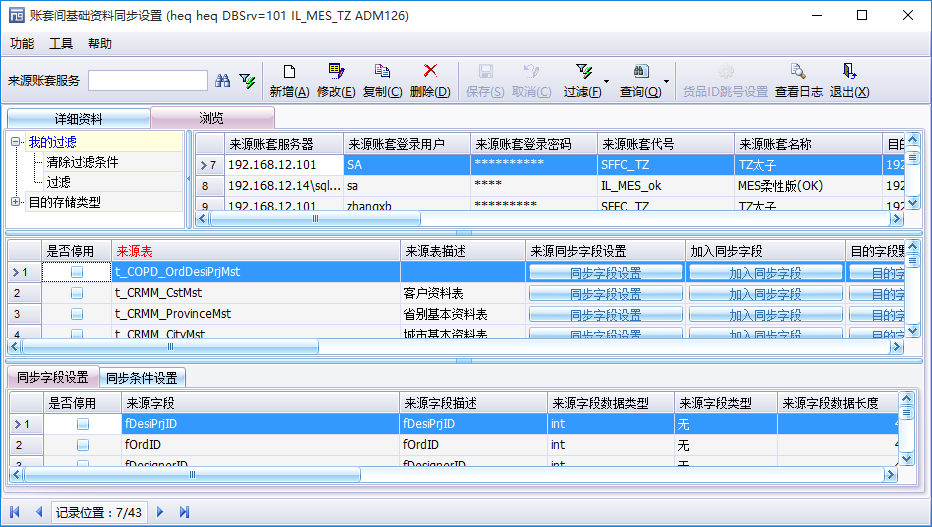 账套间基础资料同步设置 (heq heq DBSrv=101 IL_MES_TZ ADM126)
功能 工具 帮助
来源账套服务 新增(A) 修改(E) 复制(C) 删除(D) 保存(S) 取消(C) 过滤(F) 查询(Q) 货品ID跳号设置 查看日志 退出(X)
详细资料 浏览
我的过滤
清除过滤条件
过滤
目的存储类型
来源账套服务器 来源账套登录用户 来源账套登录密码 来源账套代号 来源账套名称 目的
7 192.168.12.101 SA ********** SFFC_TZ TZ太子 192
8 192.168.12.14\sql... sa **** IL_MES_ok MES柔性版(OK) 192
9 192.168.12.101 zhangxb ********* SFFC_TZ TZ太子 192
是否停用 来源表 来源表描述 来源同步字段设置 加入同步字段 目的字段
1 t_COPD_OrdDesiPrjMst 同步字段设置 加入同步字段 目的字
2 t_CRMM_CstMst 客户资料表 同步字段设置 加入同步字段 目的字
3 t_CRMM_ProvinceMst 省别基本资料表 同步字段设置 加入同步字段 目的字
4 t_CRMM_CityMst 城市基本资料表 同步字段设置 加入同步字段 目的字
同步字段设置 同步条件设置
是否停用 来源字段 来源字段描述 来源字段数据类型 来源字段类型 来源字段数据长度
1 fDesiPrjID fDesiPrjID int 无 4
2 fOrdID fOrdID int 无 4
3 fDesignerID fDesignerID int 无
记录位置：7/43